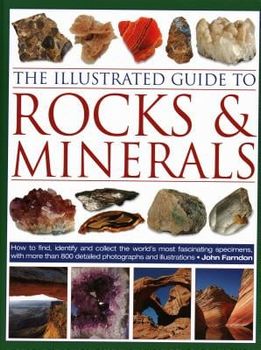 THE ILLUSTRATED GUIDE TO
ROCKS &
MINERALS
How to find, identify and collect the world's most fascinating specimens,
with more than 800 detailed photographs and illustrations • John Farndon